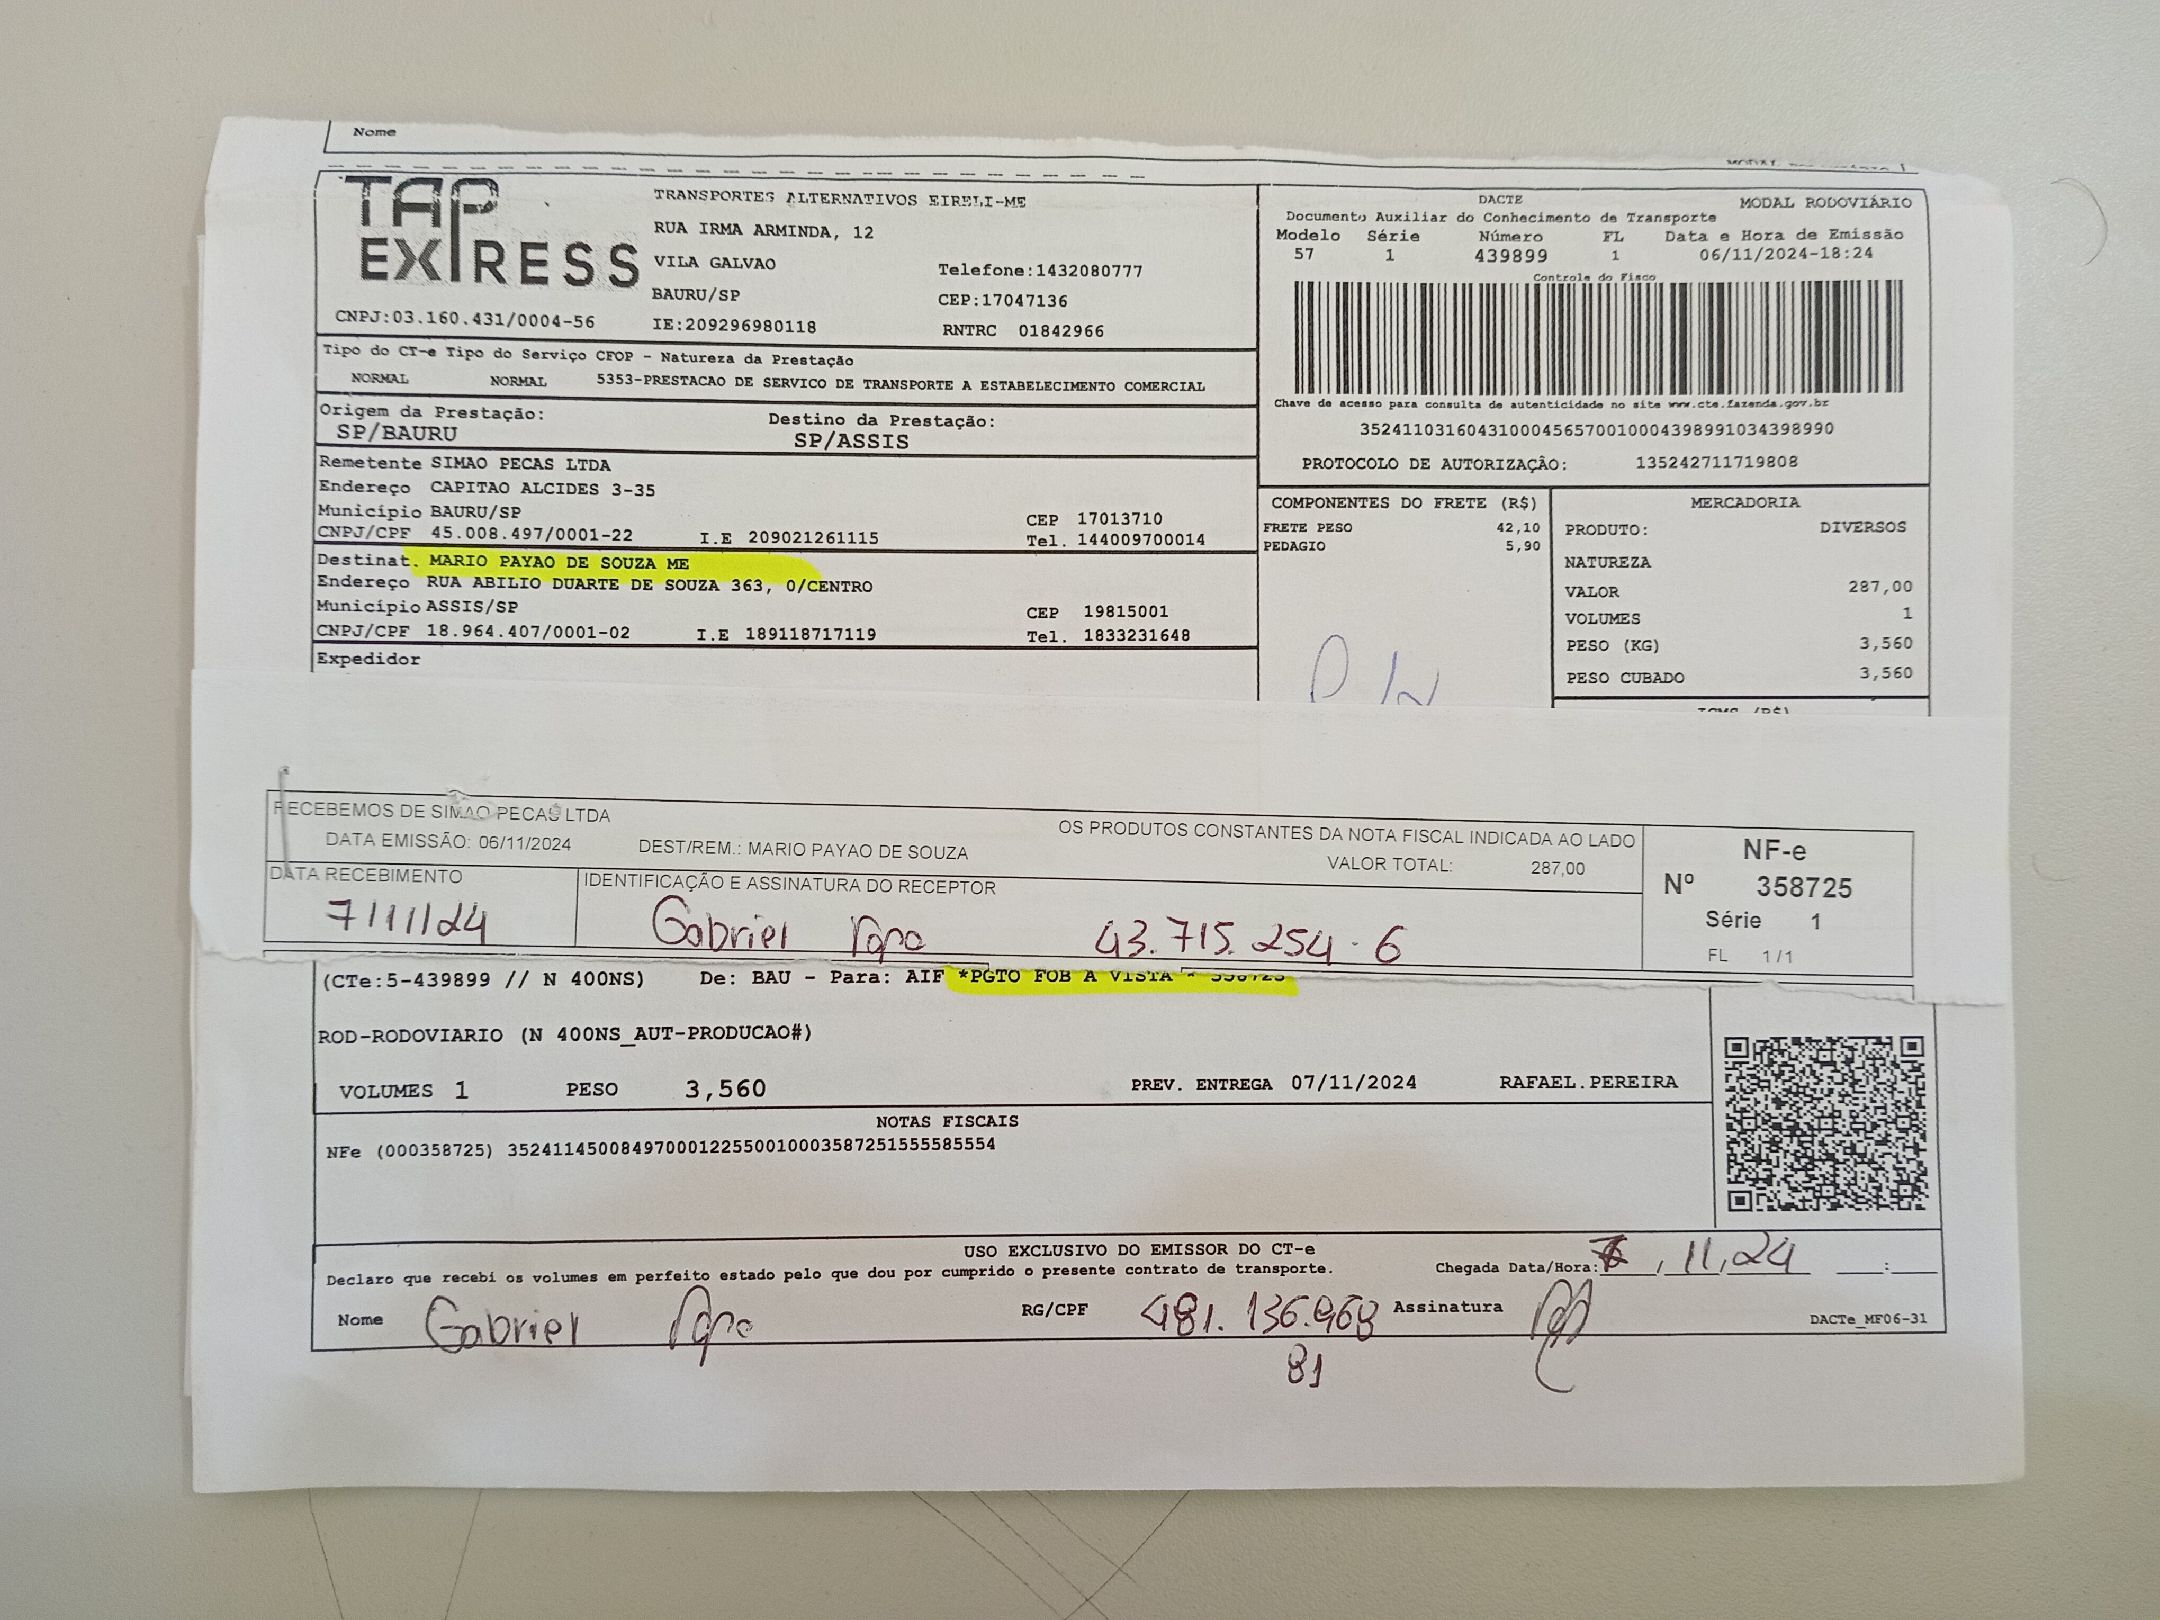 Nome
TAP EXPRESS
TRANSPORTES ALTERNATIVOS EIRELI-ME
RUA IRMA ARMINDA, 12
VILA GALVAO Telefone:1432080777
BAURU/SP CEP:17047136
CNPJ:03.160.431/0004-56 IE:209296980118 RNTRC 01842966
DACTE MODAL RODOVIÁRIO
Documento Auxiliar do Conhecimento de Transporte
Modelo Série Número FL Data e Hora de Emissão
57 1 439899 1 06/11/2024-18:24
Controle do Fisco
Chave de acesso para consulta de autenticidade no site www.cte.fazenda.gov.br
35241103160431000456570010004398991034398990
PROTOCOLO DE AUTORIZAÇÃO: 135242711719808
Tipo do CT-e Tipo do Serviço CFOP - Natureza da Prestação
NORMAL NORMAL 5353-PRESTACAO DE SERVICO DE TRANSPORTE A ESTABELECIMENTO COMERCIAL
Origem da Prestação: Destino da Prestação:
SP/BAURU SP/ASSIS
Remetente SIMAO PECAS LTDA
Endereço CAPITAO ALCIDES 3-35
Município BAURU/SP CEP 17013710
CNPJ/CPF 45.008.497/0001-22 I.E 209021261115 Tel. 144009700014
Destinat. MARIO PAYAO DE SOUZA ME
Endereço RUA ABILIO DUARTE DE SOUZA 363, 0/CENTRO
Município ASSIS/SP CEP 19815001
CNPJ/CPF 18.964.407/0001-02 I.E 189118717119 Tel. 1833231648
Expedidor
COMPONENTES DO FRETE (R$)
FRETE PESO 42,10
PEDAGIO 5,90
MERCADORIA
PRODUTO: DIVERSOS
NATUREZA
VALOR 287,00
VOLUMES 1
PESO (KG) 3,560
PESO CUBADO 3,560
RECEBEMOS DE SIMAO PECAS LTDA OS PRODUTOS CONSTANTES DA NOTA FISCAL INDICADA AO LADO
DATA EMISSÃO: 06/11/2024 DEST/REM.: MARIO PAYAO DE SOUZA VALOR TOTAL: 287,00
DATA RECEBIMENTO IDENTIFICAÇÃO E ASSINATURA DO RECEPTOR
7/11/24 Gabriel 43.715.254-6
NF-e
Nº 358725
Série 1
FL 1/1
(CTe:5-439899 // N 400NS) De: BAU - Para: AIF *PGTO FOB A VISTA * 358725
ROD-RODOVIARIO (N 400NS_AUT-PRODUCAO#)
VOLUMES 1 PESO 3,560 PREV. ENTREGA 07/11/2024 RAFAEL.PEREIRA
NOTAS FISCAIS
NFe (000358725) 35241145008497000122550010003587251555585554
USO EXCLUSIVO DO EMISSOR DO CT-e
Declaro que recebi os volumes em perfeito estado pelo que dou por cumprido o presente contrato de transporte. Chegada Data/Hora: 7, 11, 24 :
Nome Gabriel RG/CPF 481.136.968 Assinatura DACTe_MF06-31
81